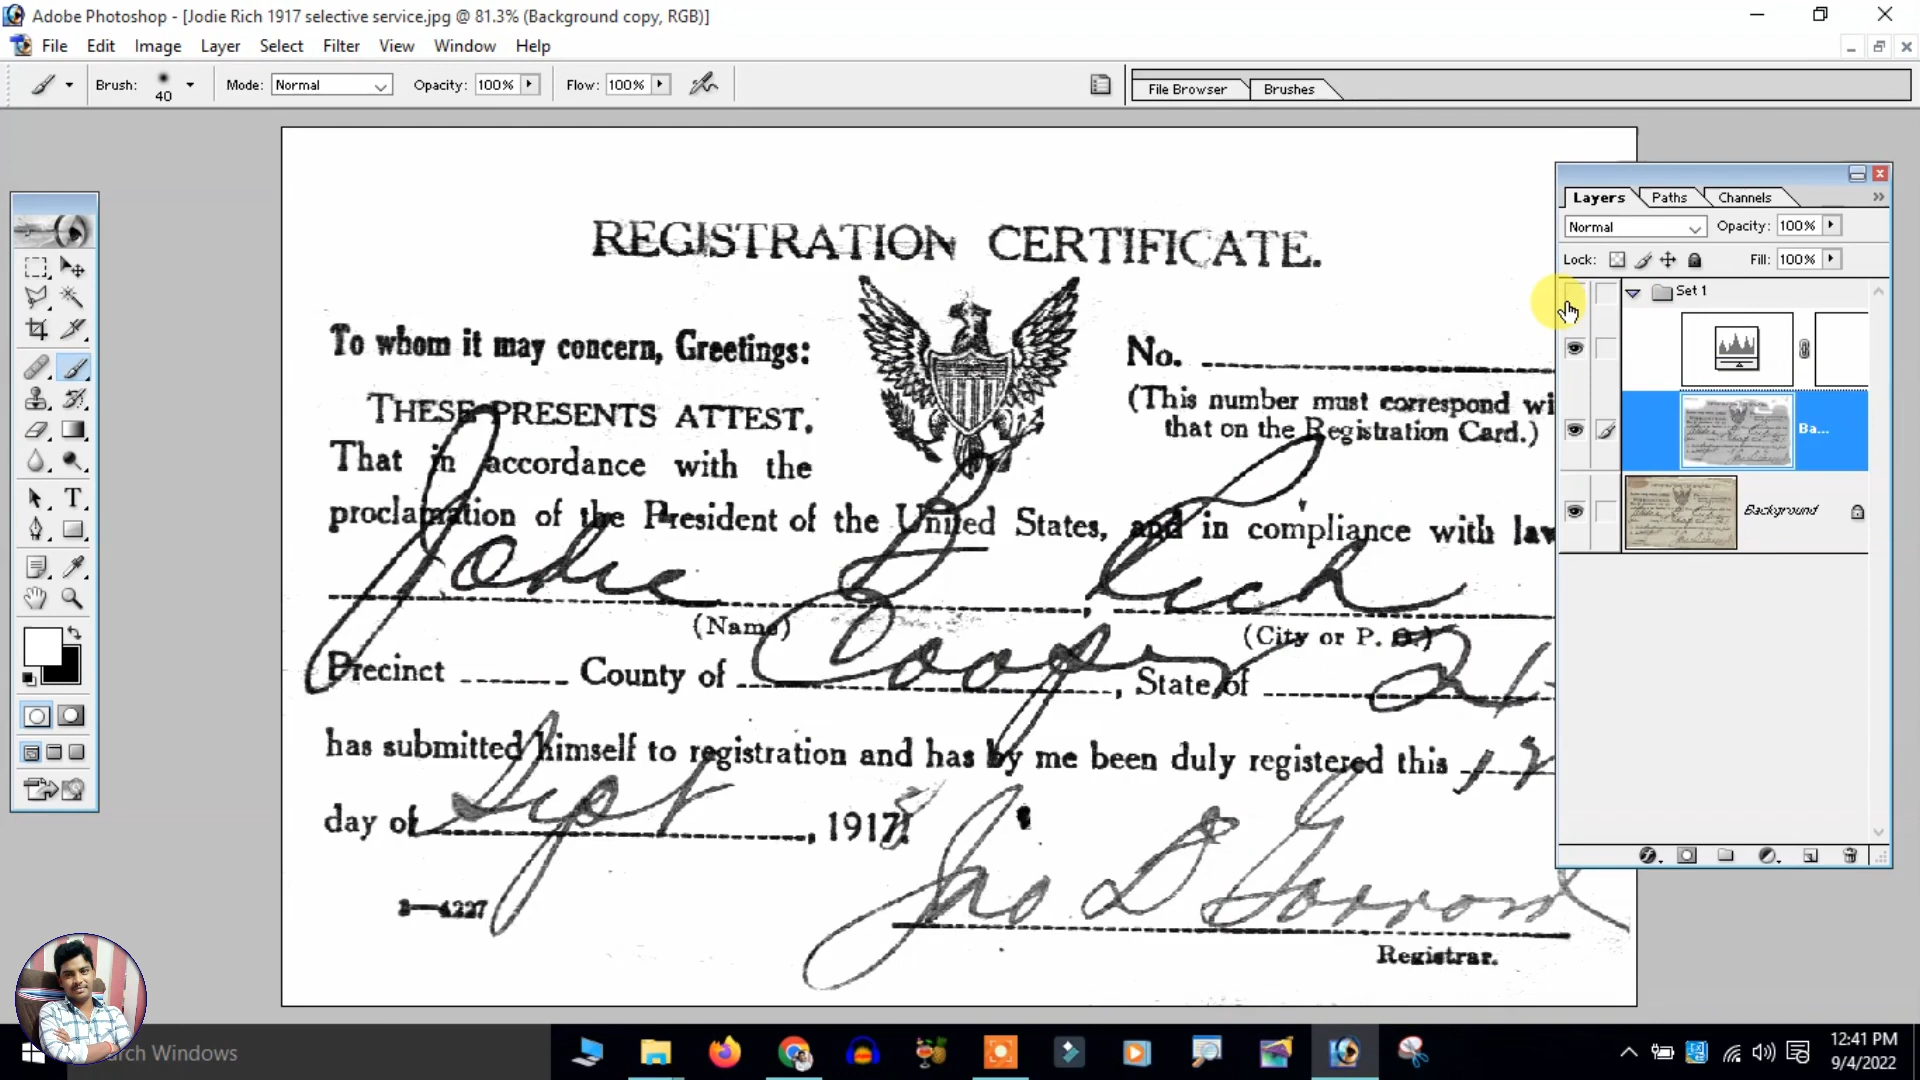 Adobe Photoshop - [Jodie Rich 1917 selective service.jpg @ 81.3% (Background copy, RGB)]
File Edit Image Layer Select Filter View Window Help
Brush: 40 Mode: Normal Opacity: 100% Flow: 100% File Browser Brushes
Layers Paths Channels
Normal Opacity: 100%
Lock: Fill: 100%
Set 1
Ba...
Background
REGISTRATION CERTIFICATE.
To whom it may concern, Greetings:
No.
THESE PRESENTS ATTEST,
(This number must correspond wi
that on the Registration Card.)
That in accordance with the
proclamation of the President of the United States, and in compliance with law
Jodie Rich
(Name) (City or P. O.)
Precinct County of Cooper, State of
has submitted himself to registration and has by me been duly registered this 12
day of Sept, 1917
3—4227
Registrar.
T
arch Windows
12:41 PM
9/4/2022